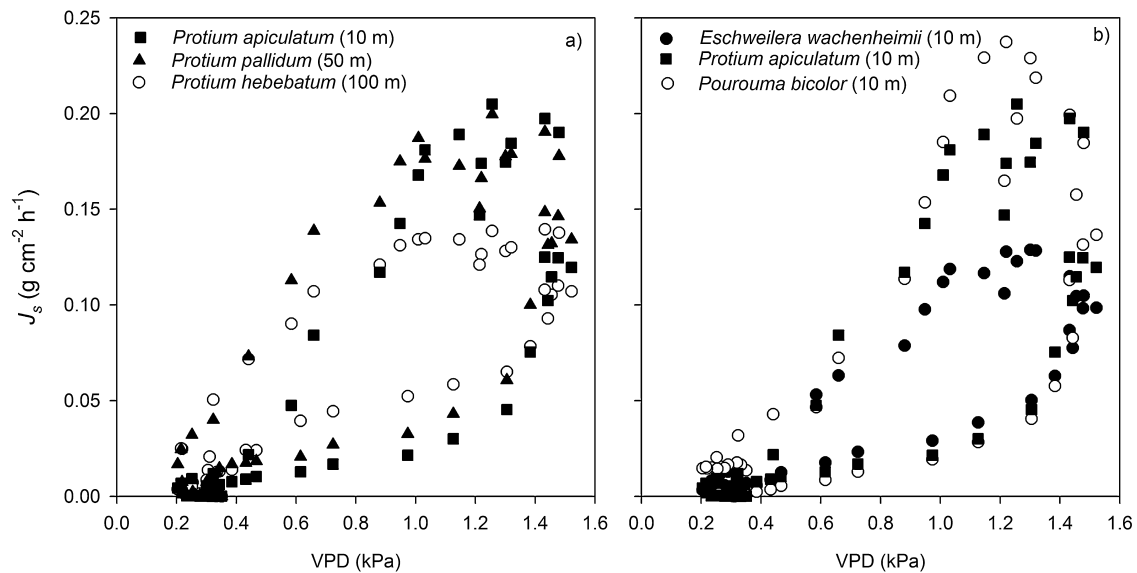 Protium apiculatum (10 m)
Protium pallidum (50 m)
Protium hebebatum (100 m)
a)
Eschweilera wachenheimii (10 m)
Protium apiculatum (10 m)
Pourouma bicolor (10 m)
b)
Js (g cm⁻² h⁻¹)
0.25
0.20
0.15
0.10
0.05
0.00
0.0 0.2 0.4 0.6 0.8 1.0 1.2 1.4 1.6
0.0 0.2 0.4 0.6 0.8 1.0 1.2 1.4 1.6
VPD (kPa)
VPD (kPa)